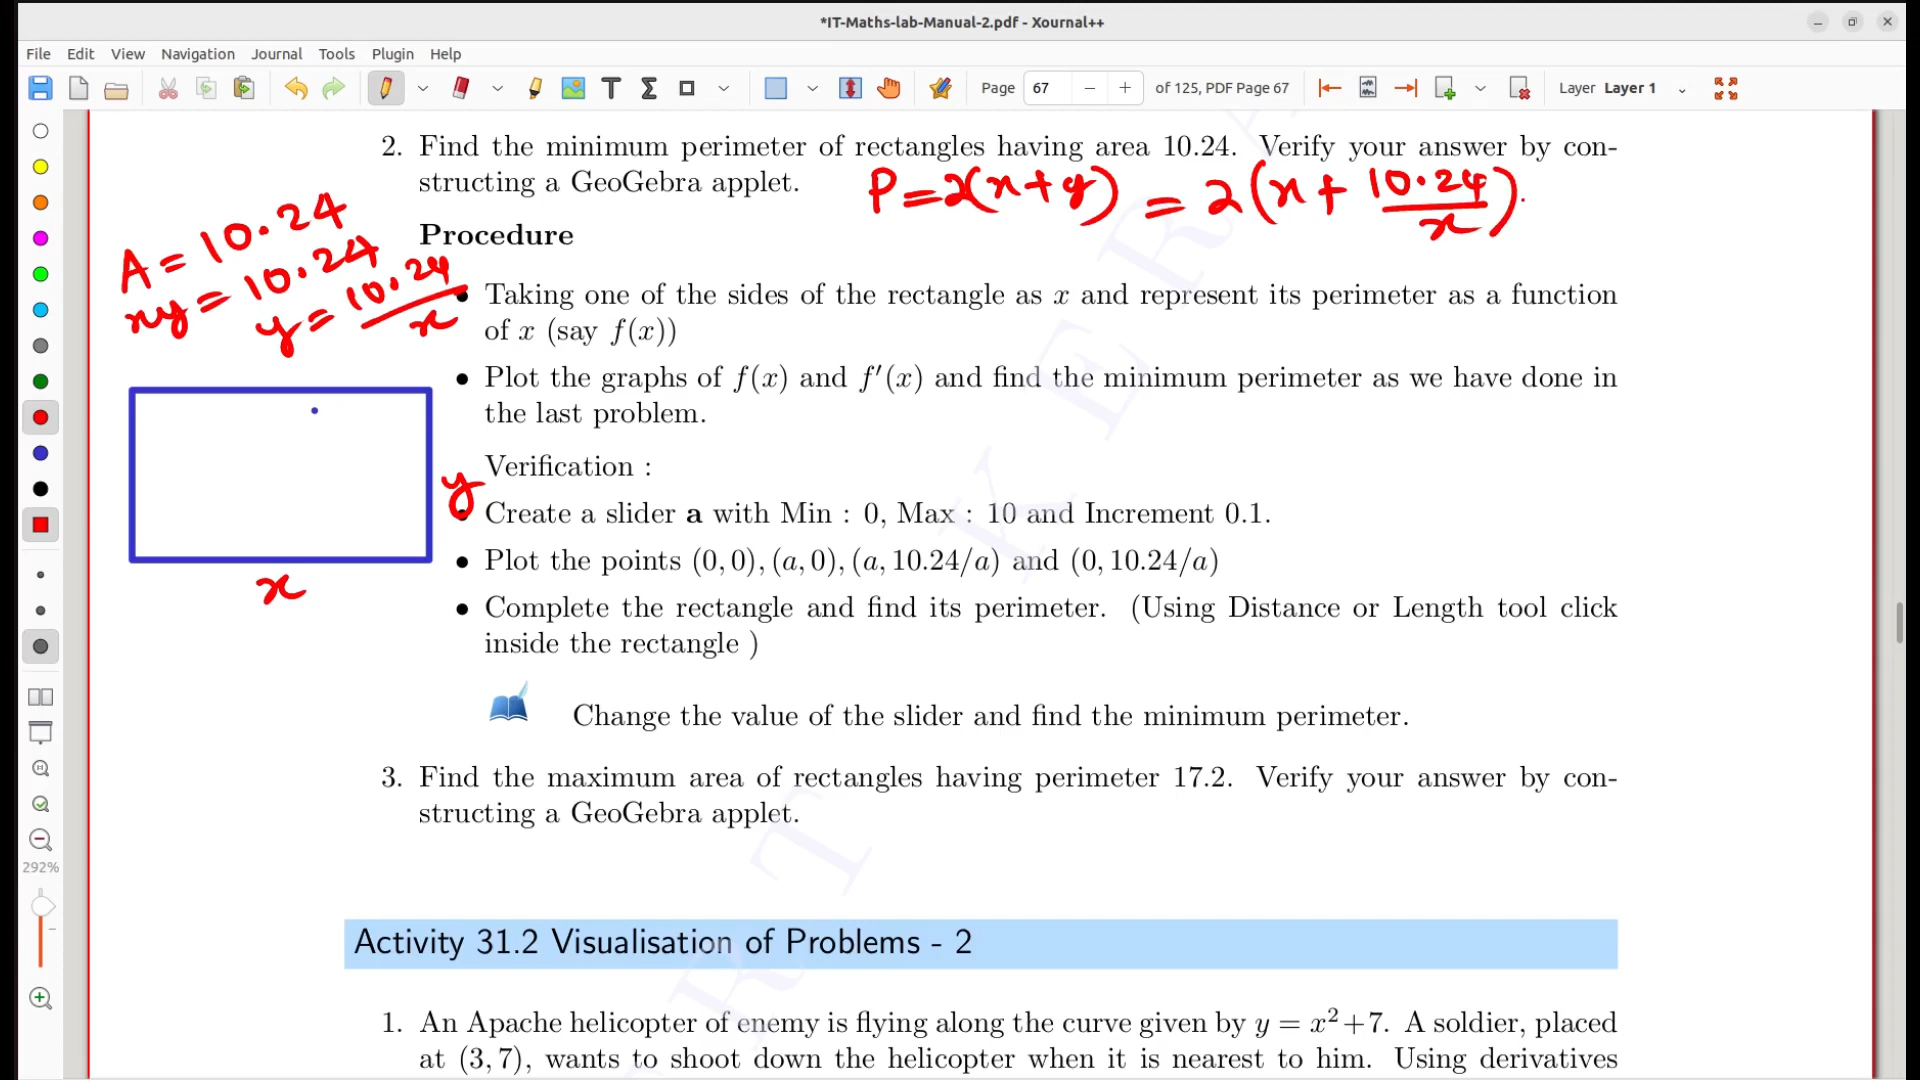 *IT-Maths-lab-Manual-2.pdf - Xournal++
File Edit View Navigation Journal Tools Plugin Help
Page 67 of 125, PDF Page 67 Layer Layer 1
2. Find the minimum perimeter of rectangles having area 10.24. Verify your answer by con-
structing a GeoGebra applet.
P=2(x+y) = 2(x+10.24/x).
A=10.24
xy=10.24
y=10.24/x
Procedure
• Taking one of the sides of the rectangle as x and represent its perimeter as a function
of x (say f(x))
• Plot the graphs of f(x) and f′(x) and find the minimum perimeter as we have done in
the last problem.
Verification :
y
• Create a slider a with Min : 0, Max : 10 and Increment 0.1.
• Plot the points (0, 0), (a, 0), (a, 10.24/a) and (0, 10.24/a)
x
• Complete the rectangle and find its perimeter. (Using Distance or Length tool click
inside the rectangle )
Change the value of the slider and find the minimum perimeter.
3. Find the maximum area of rectangles having perimeter 17.2. Verify your answer by con-
structing a GeoGebra applet.
292%
Activity 31.2 Visualisation of Problems - 2
1. An Apache helicopter of enemy is flying along the curve given by y = x²+7. A soldier, placed
at (3, 7), wants to shoot down the helicopter when it is nearest to him. Using derivatives